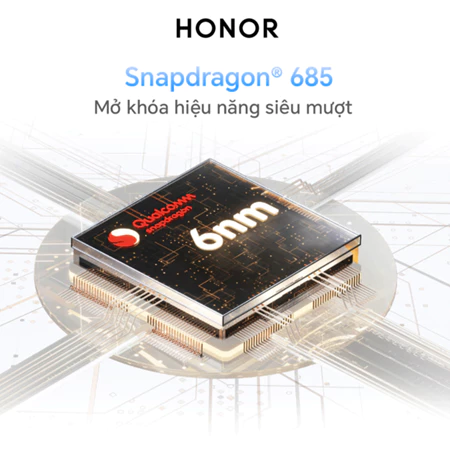 HONOR
Snapdragon® 685
Mở khóa hiệu năng siêu mượt
Qualcomm
snapdragon
6nm